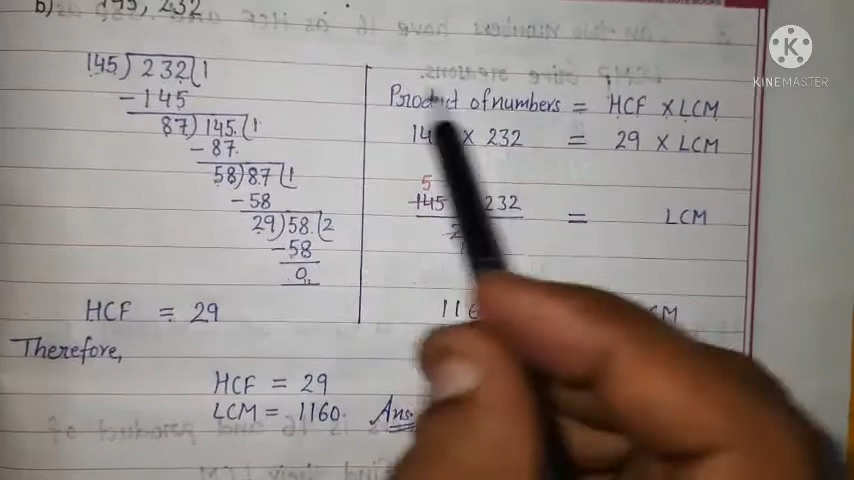 b) 145, 232
145 ) 232 ( 1
- 145
87 ) 145 ( 1
- 87
58 ) 87 ( 1
- 58
29 ) 58 ( 2
- 58
0
HCF = 29
Therefore,
HCF = 29
LCM = 1160. Ans.
Product of numbers = HCF X LCM
X 232 = 29 X LCM
5
145 232 = LCM
KINEMASTER